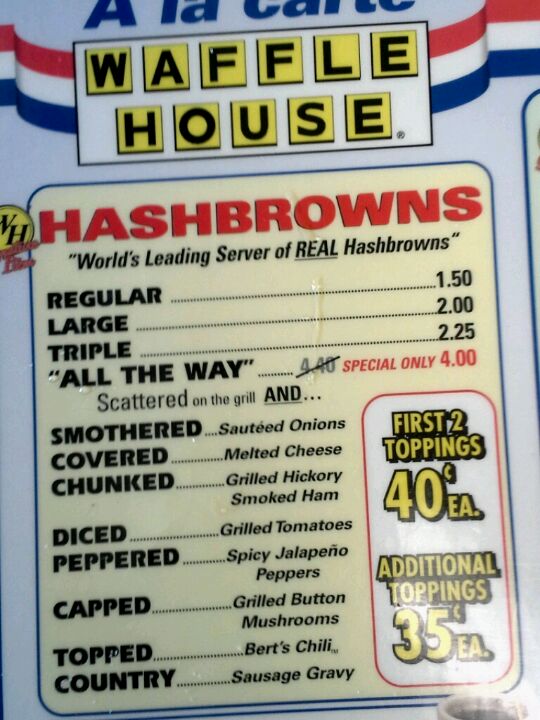 A la carte
WAFFLE
HOUSE®
WH
HASHBROWNS
"World's Leading Server of REAL Hashbrowns"
REGULAR 1.50
LARGE 2.00
TRIPLE 2.25
"ALL THE WAY" 4.40 SPECIAL ONLY 4.00
Scattered on the grill AND...
SMOTHERED...Sautéed Onions
COVERED Melted Cheese
CHUNKED Grilled Hickory
Smoked Ham
DICED Grilled Tomatoes
PEPPERED Spicy Jalapeño
Peppers
CAPPED Grilled Button
Mushrooms
TOPPED Bert's Chili™
COUNTRY Sausage Gravy
FIRST 2
TOPPINGS
40¢ EA.
ADDITIONAL
TOPPINGS
35¢ EA.